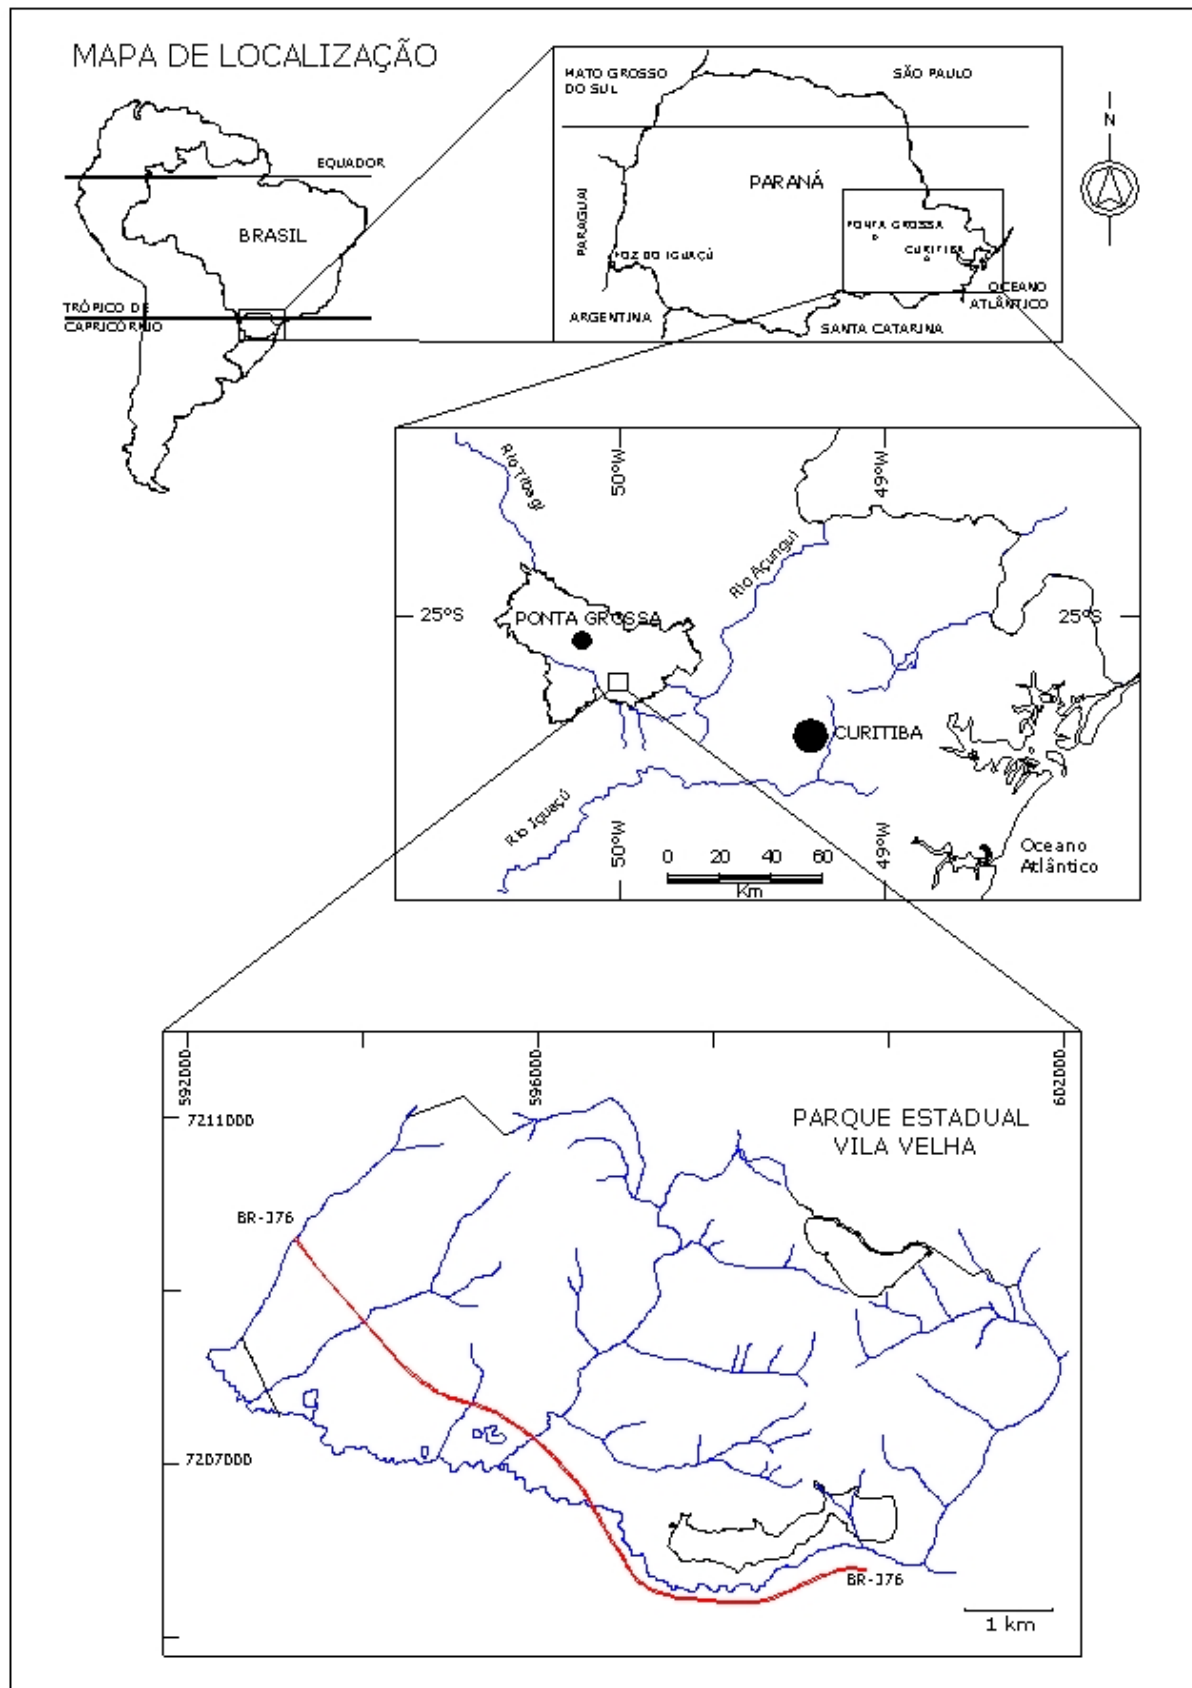 MAPA DE LOCALIZAÇÃO
EQUADOR
BRASIL
TRÓPICO DE
CAPRICÓRNIO
MATO GROSSO
DO SUL
SÃO PAULO
N
PARANÁ
PARAGUAI
PONTA GROSSA
CURITIBA
FOZ DO IGUAÇÚ
OCEANO
ATLÂNTICO
ARGENTINA
SANTA CATARINA
Rio Tibagi
50°W
49°W
Rio Açungui
25°S
PONTA GROSSA
25°S
CURITIBA
Rio Iguaçú
50°W
49°W
0 20 40 60
Km
Oceano
Atlântico
592000
596000
602000
7211000
PARQUE ESTADUAL
VILA VELHA
BR-376
7207000
BR-376
1 km